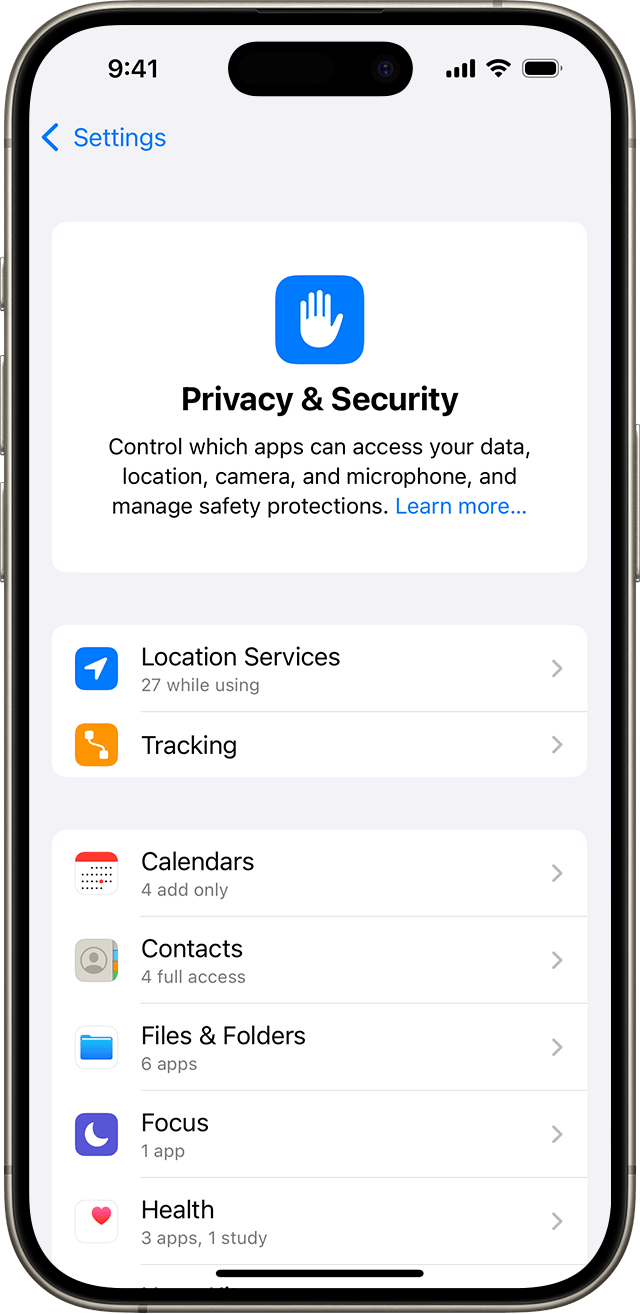 9:41
Settings
Privacy & Security
Control which apps can access your data,
location, camera, and microphone, and
manage safety protections. Learn more...
Location Services
27 while using
Tracking
Calendars
4 add only
Contacts
4 full access
Files & Folders
6 apps
Focus
1 app
Health
3 apps, 1 study